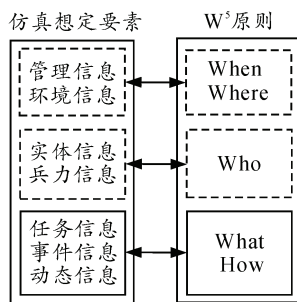 仿真想定要素
W⁵原则
管理信息
环境信息
When
Where
实体信息
兵力信息
Who
任务信息
事件信息
动态信息
What
How